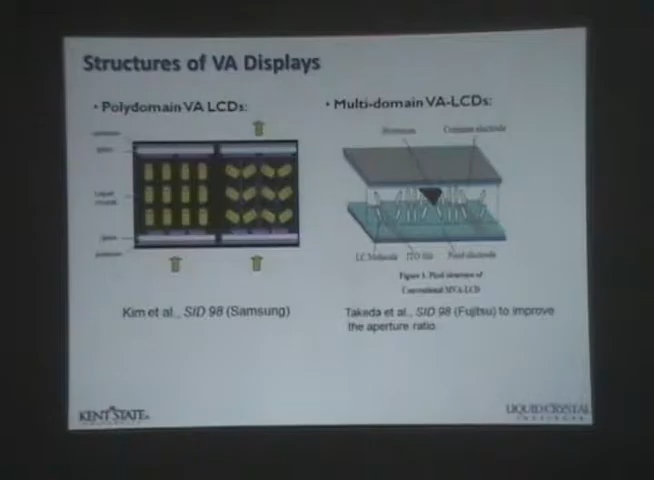 Structures of VA Displays
• Polydomain VA LCDs:
• Multi-domain VA-LCDs:
Common electrode
Liquid
LC Molecule ITO Slit Pixel electrode
Figure 1. Pixel structure of
Conventional MVA-LCD
Kim et al., SID 98 (Samsung)
Takeda et al., SID 98 (Fujitsu) to improve
the aperture ratio.
KENT STATE
LIQUID CRYSTAL